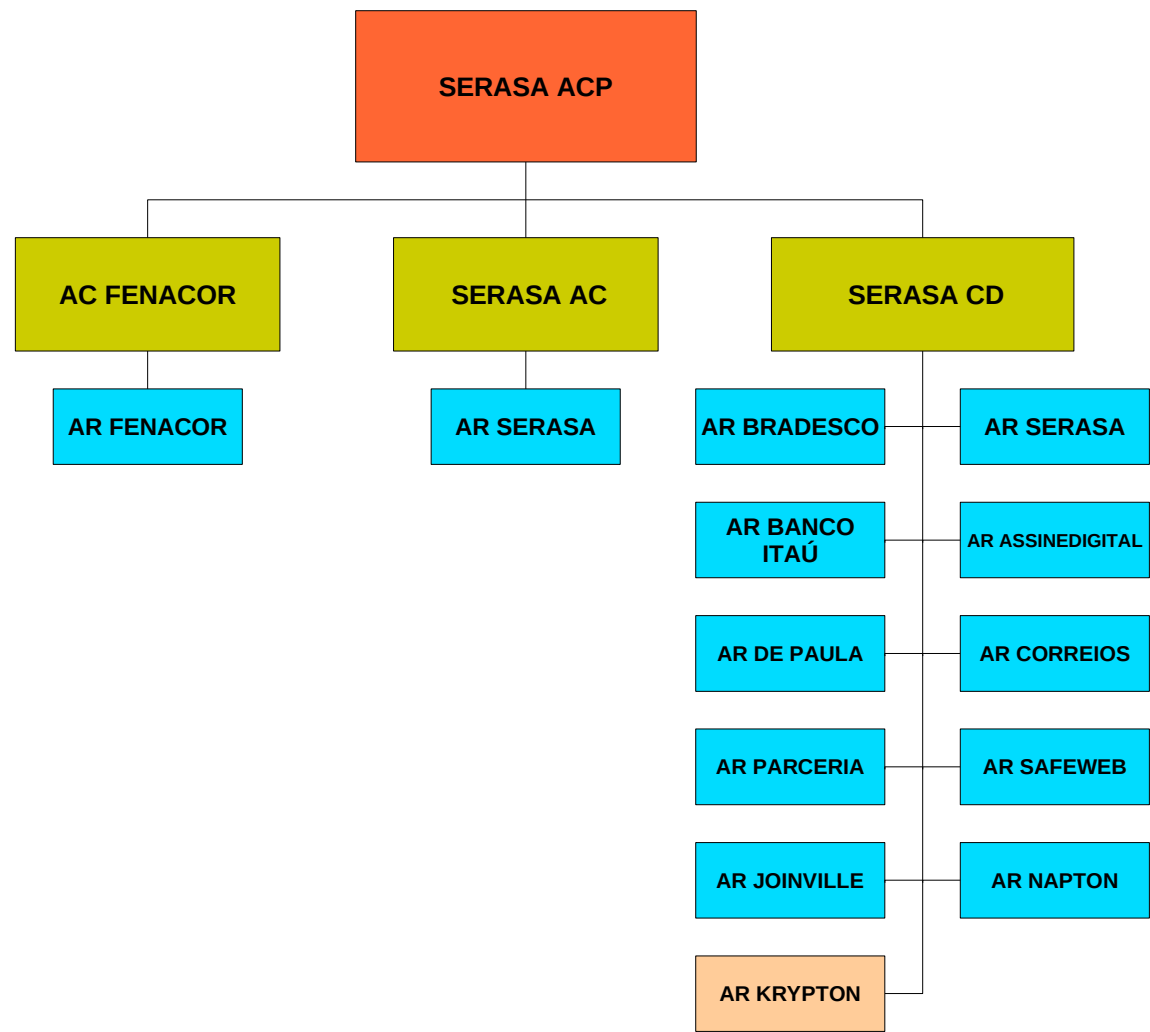 SERASA ACP
AC FENACOR
SERASA AC
SERASA CD
AR FENACOR
AR SERASA
AR BRADESCO
AR SERASA
AR BANCO
ITAÚ
AR ASSINEDIGITAL
AR DE PAULA
AR CORREIOS
AR PARCERIA
AR SAFEWEB
AR JOINVILLE
AR NAPTON
AR KRYPTON